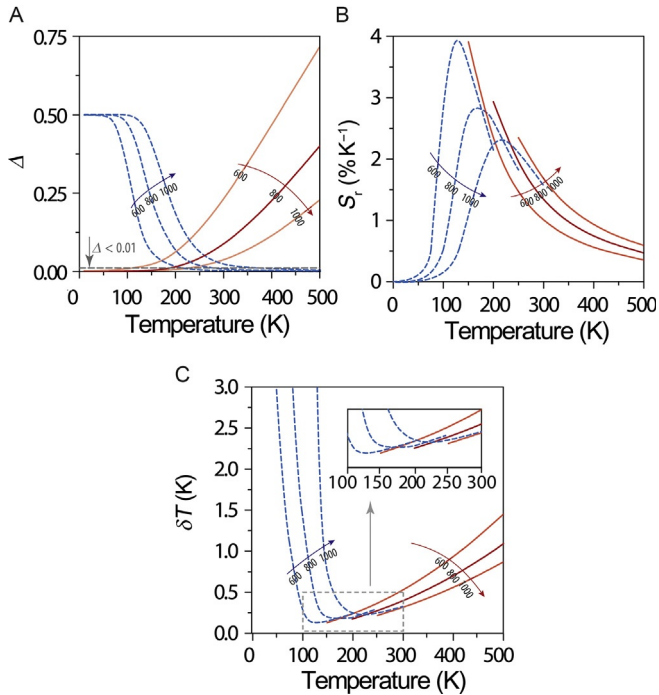 A
0.75
0.50
0.25
0.00
Δ
Δ < 0.01
600 800 1000
600
800
1000
0 100 200 300 400 500
Temperature (K)
B
4
3
2
1
0
Sr (% K⁻¹)
600 800 1000
600 800 1000
0 100 200 300 400 500
Temperature (K)
C
3.0
2.5
2.0
1.5
1.0
0.5
0.0
δT (K)
100 150 200 250 300
600 800 1000
600 800 1000
0 100 200 300 400 500
Temperature (K)